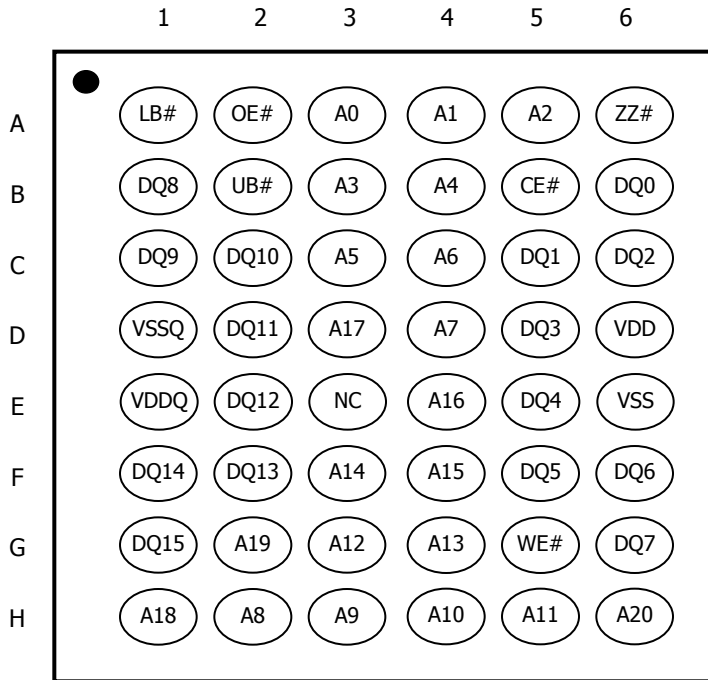 1 2 3 4 5 6
A LB# OE# A0 A1 A2 ZZ#
B DQ8 UB# A3 A4 CE# DQ0
C DQ9 DQ10 A5 A6 DQ1 DQ2
D VSSQ DQ11 A17 A7 DQ3 VDD
E VDDQ DQ12 NC A16 DQ4 VSS
F DQ14 DQ13 A14 A15 DQ5 DQ6
G DQ15 A19 A12 A13 WE# DQ7
H A18 A8 A9 A10 A11 A20